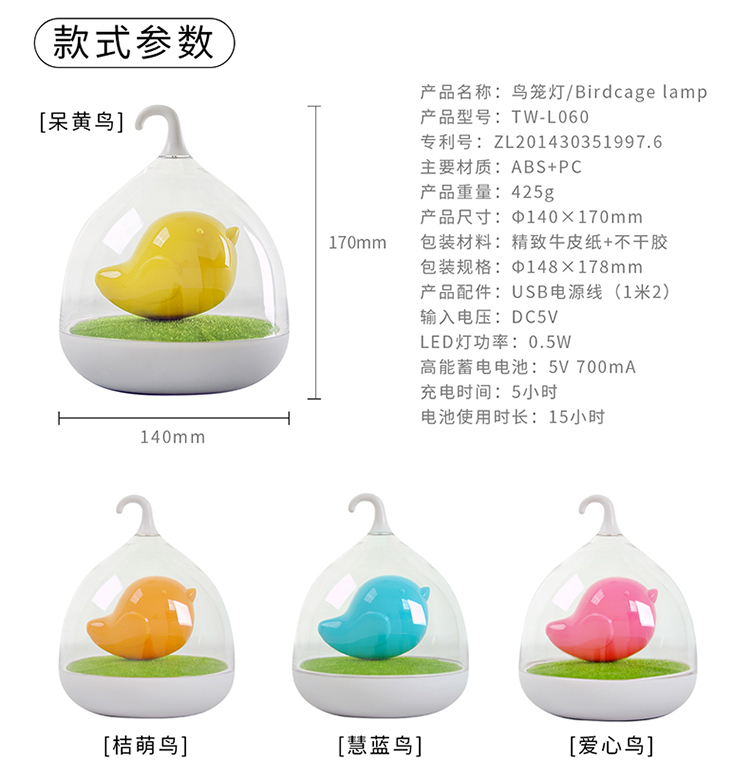 款式参数
[呆黄鸟]
170mm
140mm
产品名称：鸟笼灯/Birdcage lamp
产品型号：TW-L060
专利号：ZL201430351997.6
主要材质：ABS+PC
产品重量：425g
产品尺寸：Φ140×170mm
包装材料：精致牛皮纸+不干胶
包装规格：Φ148×178mm
产品配件：USB电源线（1米2）
输入电压：DC5V
LED灯功率：0.5W
高能蓄电电池：5V 700mA
充电时间：5小时
电池使用时长：15小时
[桔萌鸟]
[慧蓝鸟]
[爱心鸟]